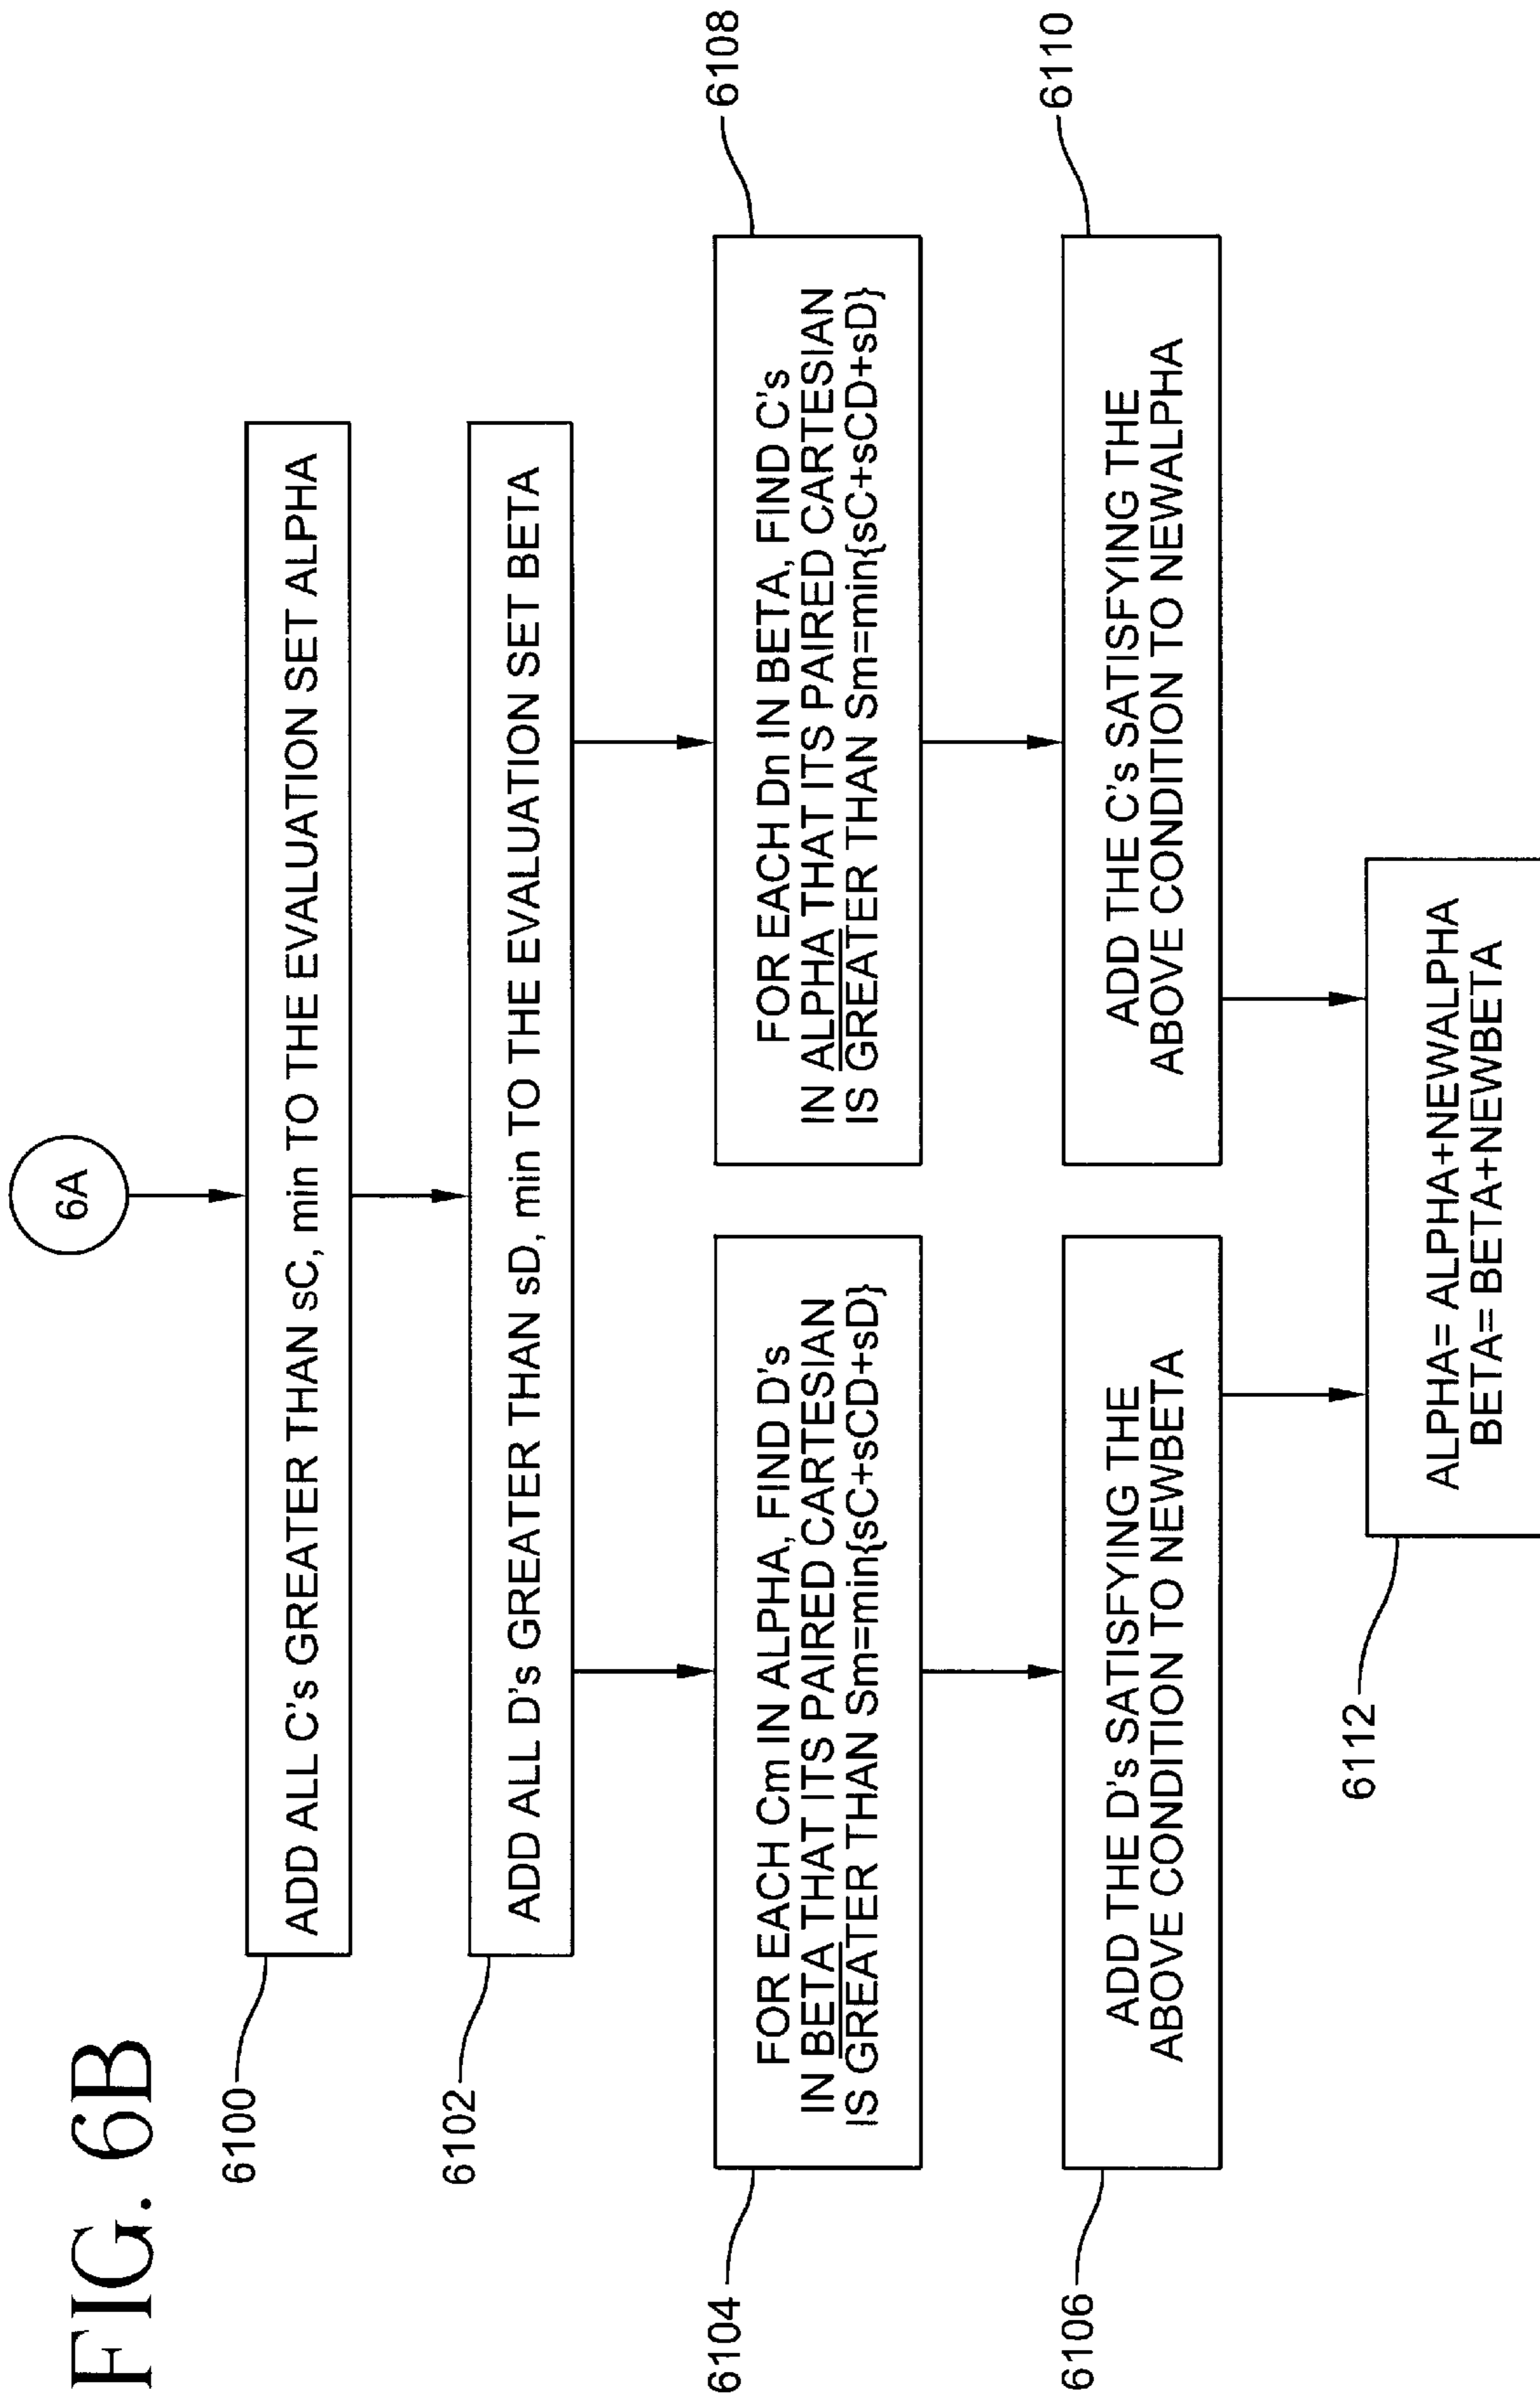 FIG. 6B
6A
6100
ADD ALL C's GREATER THAN sC, min TO THE EVALUATION SET ALPHA
6102
ADD ALL D's GREATER THAN sD, min TO THE EVALUATION SET BETA
6104
FOR EACH Cm IN ALPHA, FIND D's
IN BETA THAT ITS PAIRED CARTESIAN
IS GREATER THAN Sm=min{sC+sCD+sD}
6108
FOR EACH Dn IN BETA, FIND C's
IN ALPHA THAT ITS PAIRED CARTESIAN
IS GREATER THAN Sm=min{sC+sCD+sD}
6106
ADD THE D's SATISFYING THE
ABOVE CONDITION TO NEWBETA
6110
ADD THE C's SATISFYING THE
ABOVE CONDITION TO NEWALPHA
6112
ALPHA= ALPHA+NEWALPHA
BETA= BETA+NEWBETA